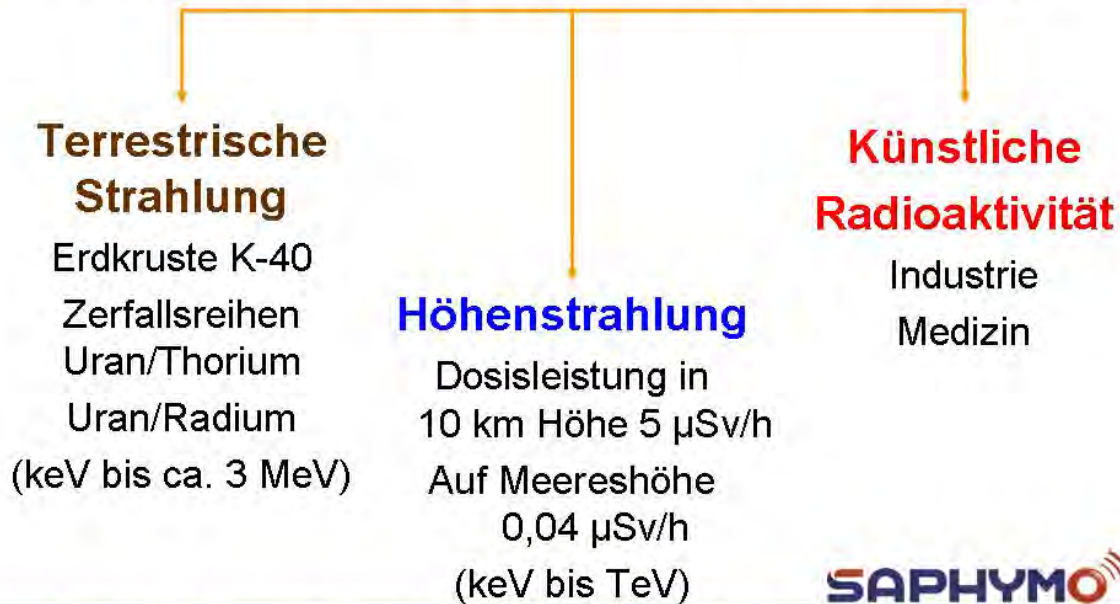 Terrestrische
Strahlung
Erdkruste K-40
Zerfallsreihen
Uran/Thorium
Uran/Radium
(keV bis ca. 3 MeV)
Höhenstrahlung
Dosisleistung in
10 km Höhe 5 µSv/h
Auf Meereshöhe
0,04 µSv/h
(keV bis TeV)
Künstliche
Radioaktivität
Industrie
Medizin
SAPHYMO